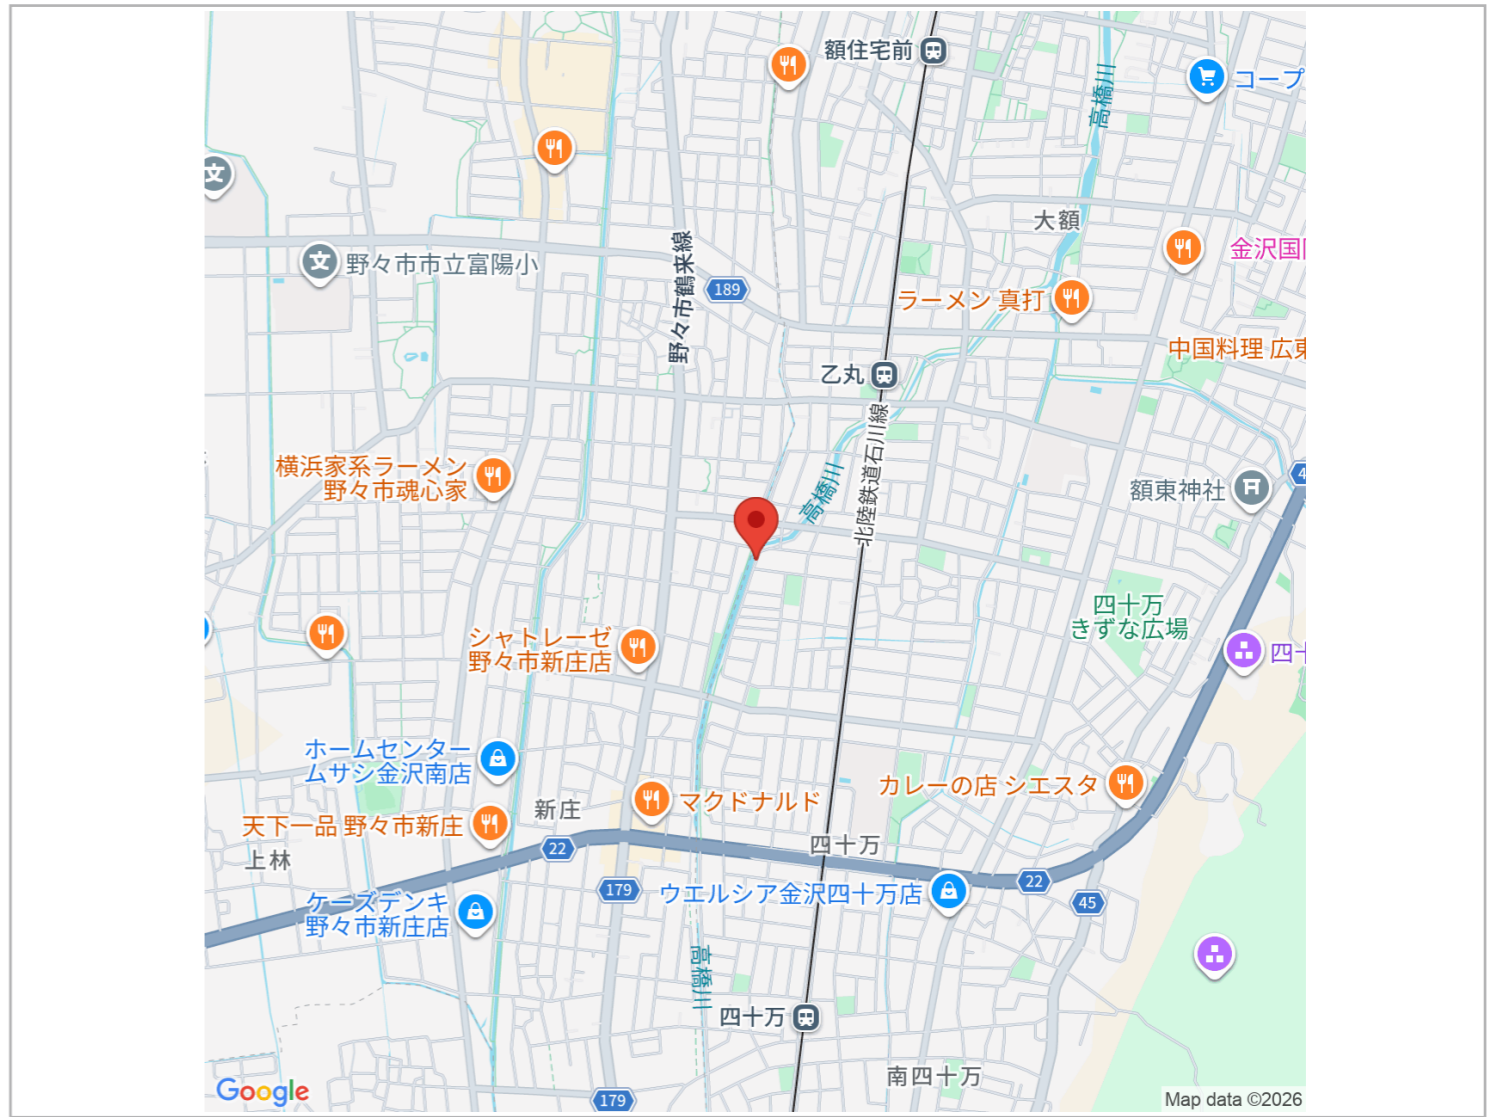 額住宅前
コープ
高橋川
大額
金沢国
野々市市立富陽小
野々市鶴来線
189
ラーメン 真打
中国料理 広東
乙丸
北陸鉄道石川線
横浜家系ラーメン
野々市魂心家
高橋川
額東神社
4
四十万
きずな広場
シャトレーゼ
野々市新庄店
四十
ホームセンター
ムサシ金沢南店
カレーの店 シエスタ
マクドナルド
新庄
天下一品 野々市新庄
四十万
上林
22
22
179
ウエルシア金沢四十万店
45
ケーズデンキ
野々市新庄店
高橋川
四十万
南四十万
Google
179
Map data ©2026